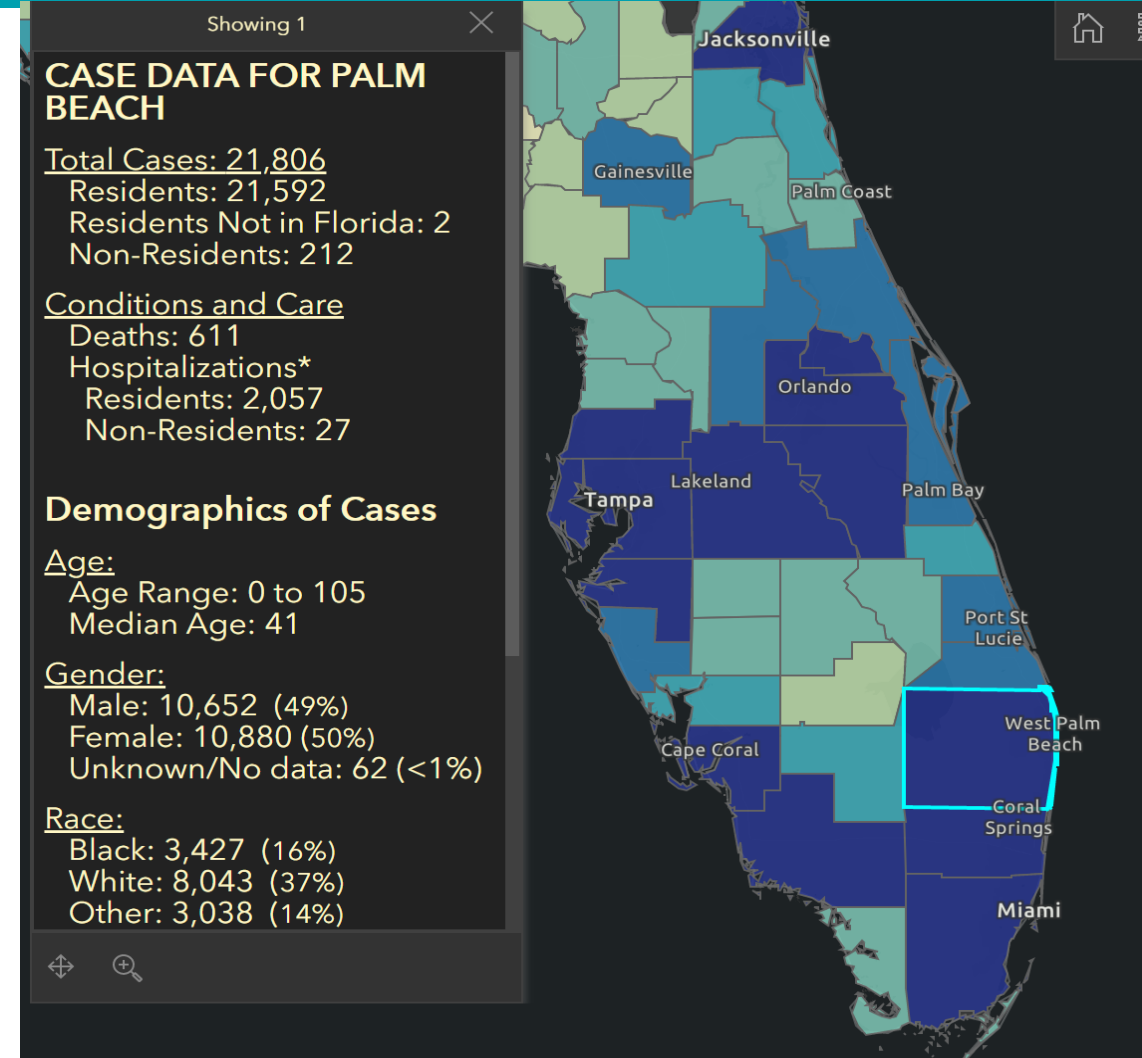 Showing 1
CASE DATA FOR PALM
BEACH
Total Cases: 21,806
Residents: 21,592
Residents Not in Florida: 2
Non-Residents: 212
Conditions and Care
Deaths: 611
Hospitalizations*
Residents: 2,057
Non-Residents: 27
Demographics of Cases
Age:
Age Range: 0 to 105
Median Age: 41
Gender:
Male: 10,652 (49%)
Female: 10,880 (50%)
Unknown/No data: 62 (<1%)
Race:
Black: 3,427 (16%)
White: 8,043 (37%)
Other: 3,038 (14%)
Jacksonville
Gainesville
Palm Coast
Orlando
Lakeland
Tampa
Palm Bay
Port St
Lucie
West Palm
Beach
Cape Coral
Coral
Springs
Miami